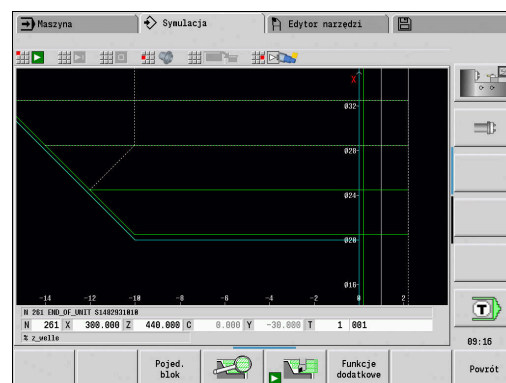 Maszyna
Symulacja
Edytor narzędzi
X
ø32
ø28
ø24
ø20
ø16
-14 -12 -10 -8 -6 -4 -2 0 2
N 261 END_OF_UNIT S1402931010
N 261 X 300.000 Z 440.000 C 0.000 Y -30.000 T 1 001
% z_welle
T
09:16
Pojed. blok
Funkcje dodatkowe
Powrót